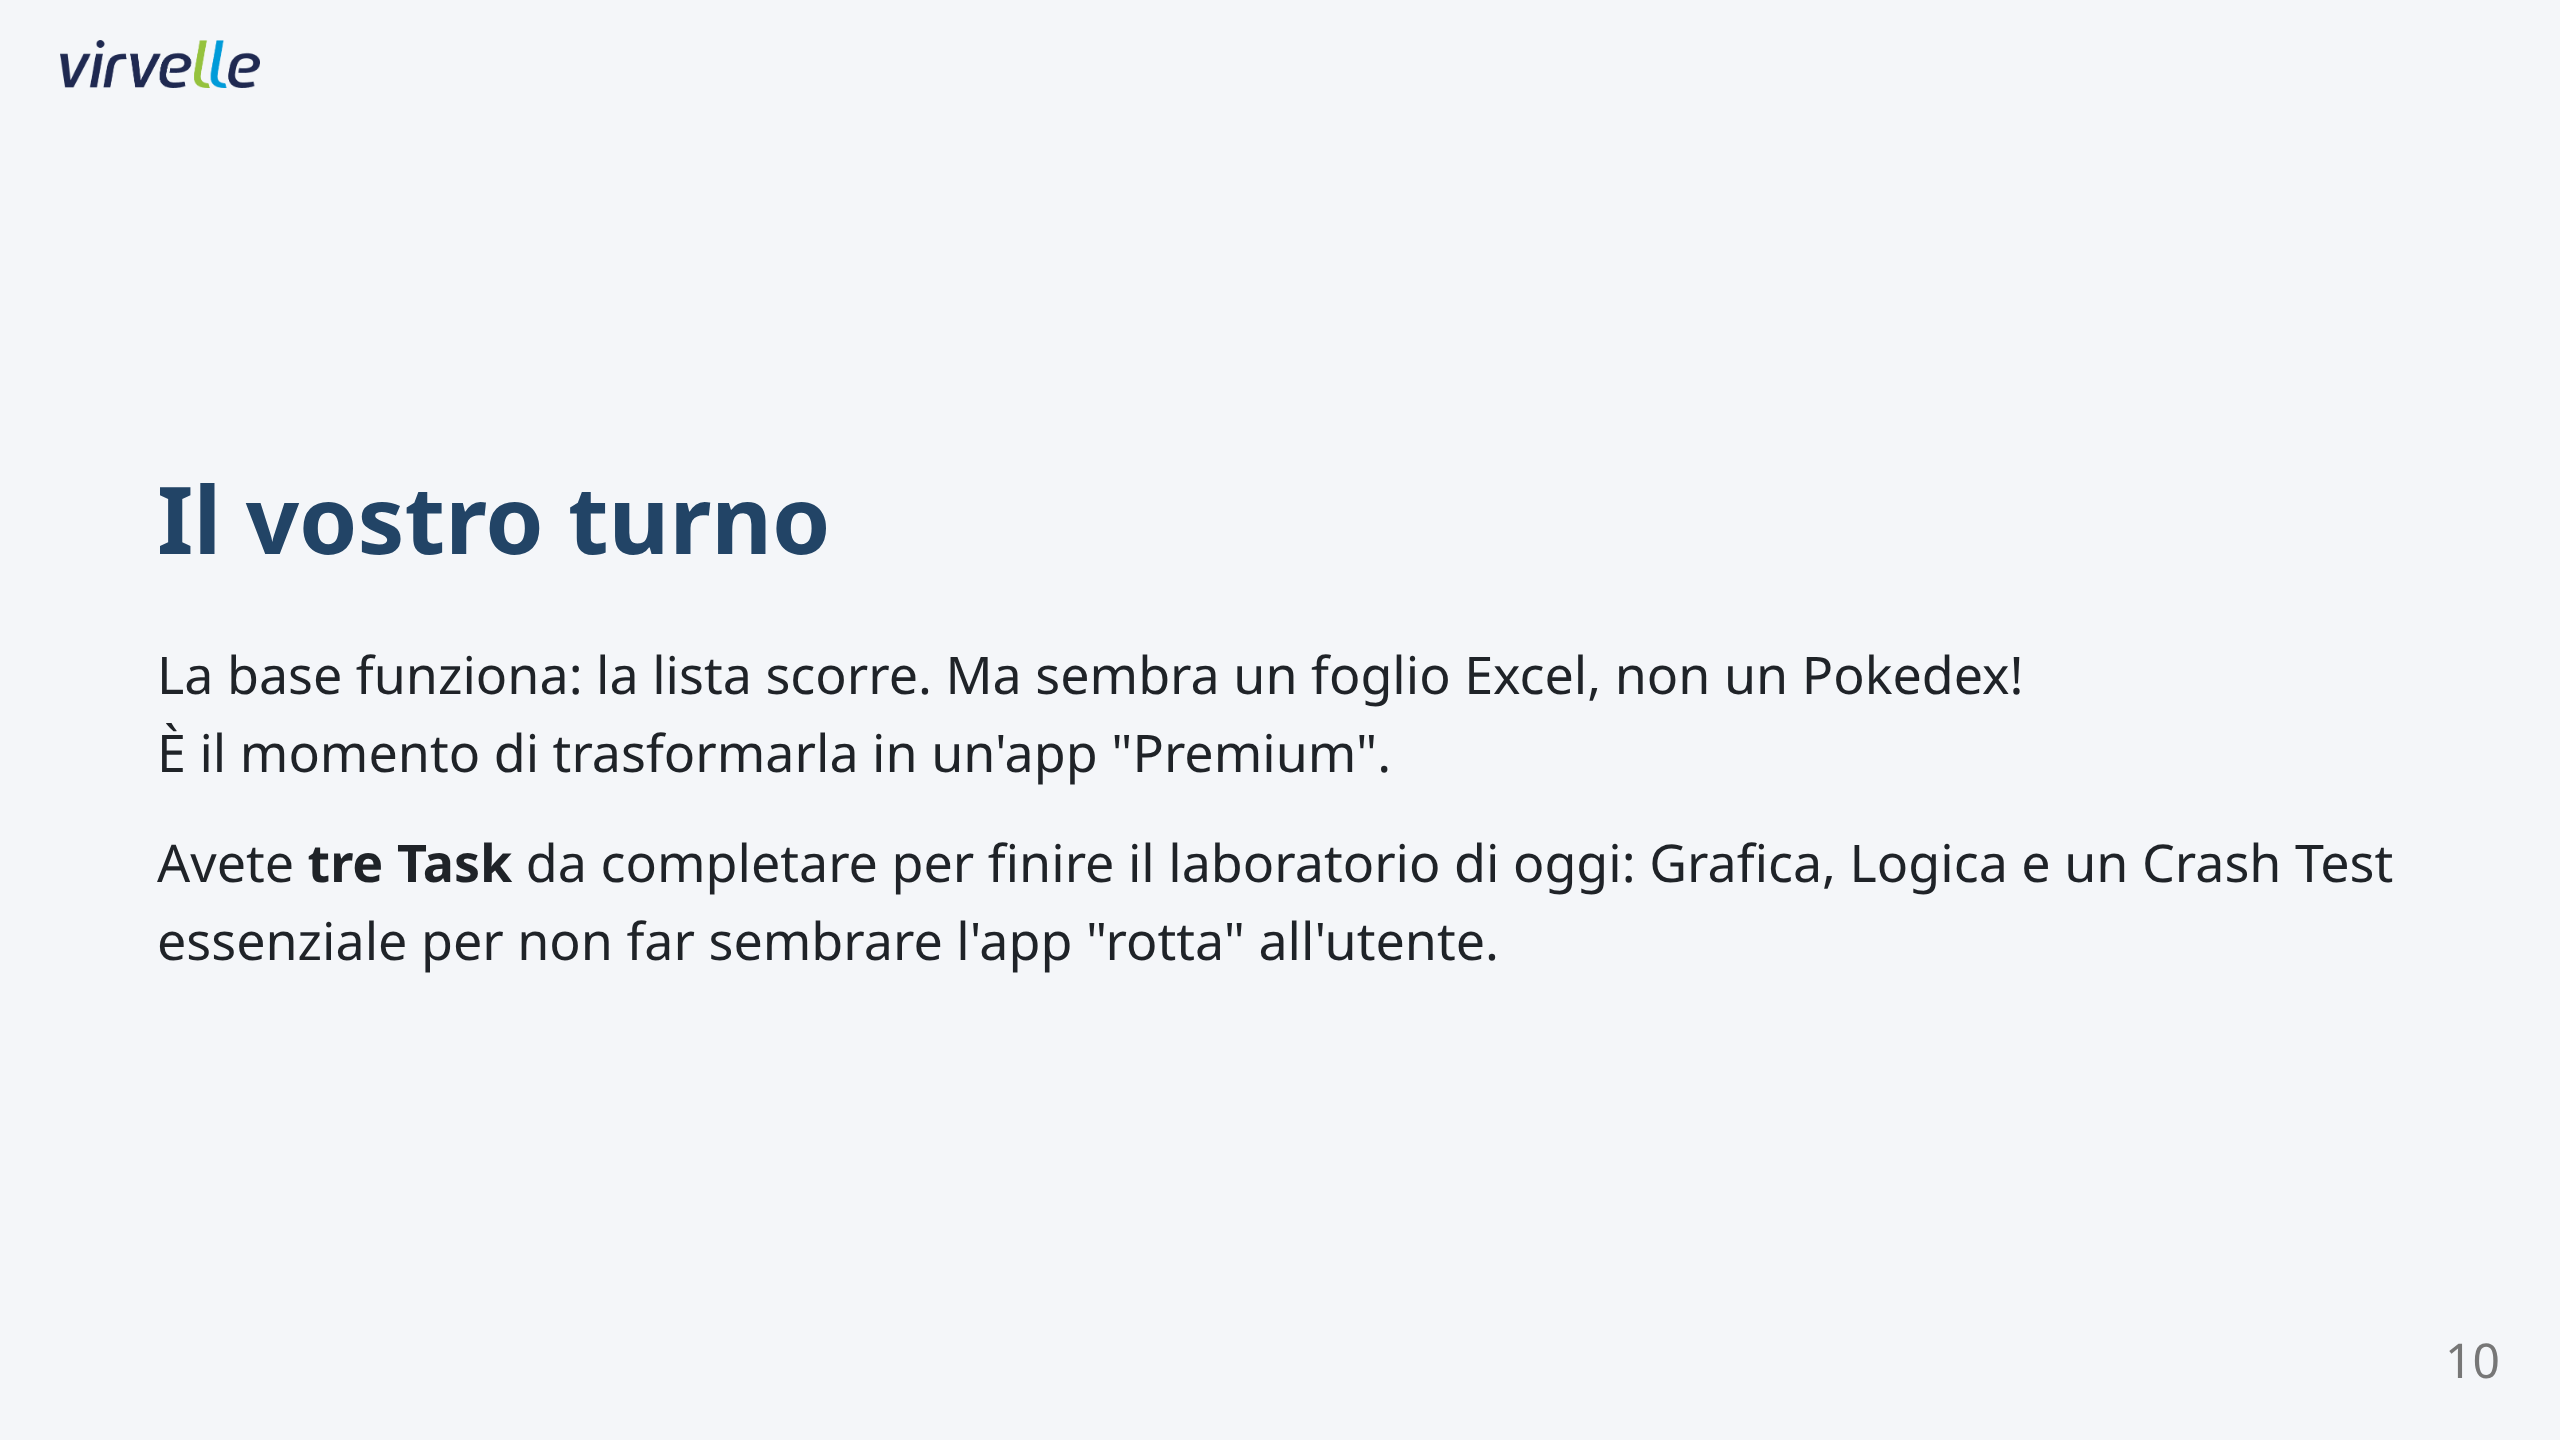 virvelle
Il vostro turno
La base funziona: la lista scorre. Ma sembra un foglio Excel, non un Pokedex!
È il momento di trasformarla in un'app "Premium".
Avete tre Task da completare per finire il laboratorio di oggi: Grafica, Logica e un Crash Test
essenziale per non far sembrare l'app "rotta" all'utente.
10